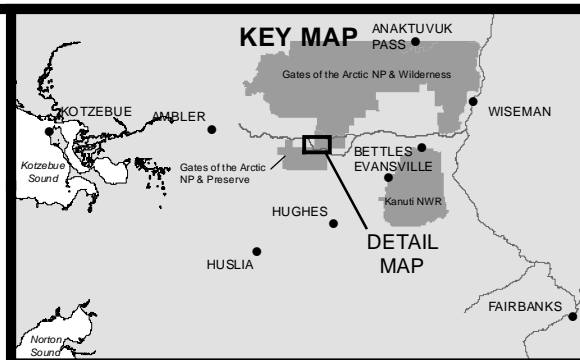 KEY MAP
ANAKTUVUK
PASS
Gates of the Arctic NP & Wilderness
WISEMAN
KOTZEBUE
AMBLER
Kotzebue
Sound
Gates of the Arctic
NP & Preserve
BETTLES
EVANSVILLE
Kanuti NWR
HUGHES
DETAIL
MAP
HUSLIA
FAIRBANKS
Norton
Sound